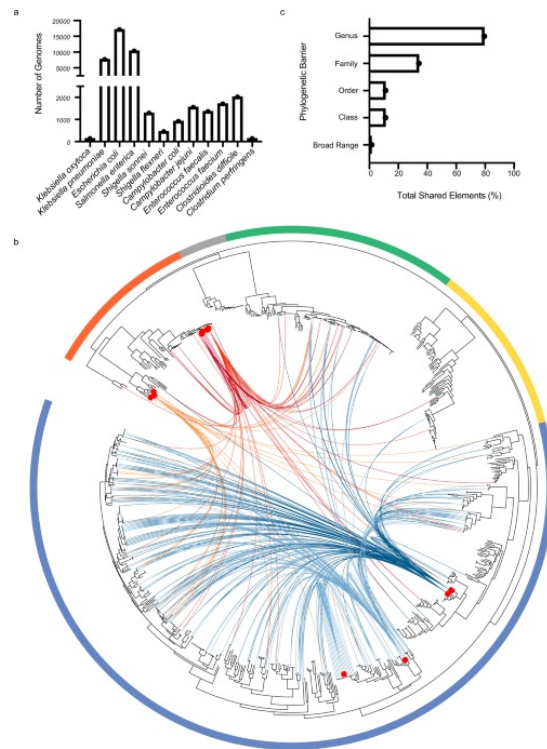 a
20000
15000
10000
5000
2000
1000
0
Number of Genomes
Klebsiella oxytoca
Klebsiella pneumoniae
Escherichia coli
Salmonella enterica
Shigella sonnei
Shigella flexneri
Campylobacter coli
Campylobacter jejuni
Enterococcus faecalis
Enterococcus faecium
Clostridioides difficile
Clostridium perfringens
c
Phylogenetic Barrier
Genus
Family
Order
Class
Broad Range
0 20 40 60 80 100
Total Shared Elements (%)
b